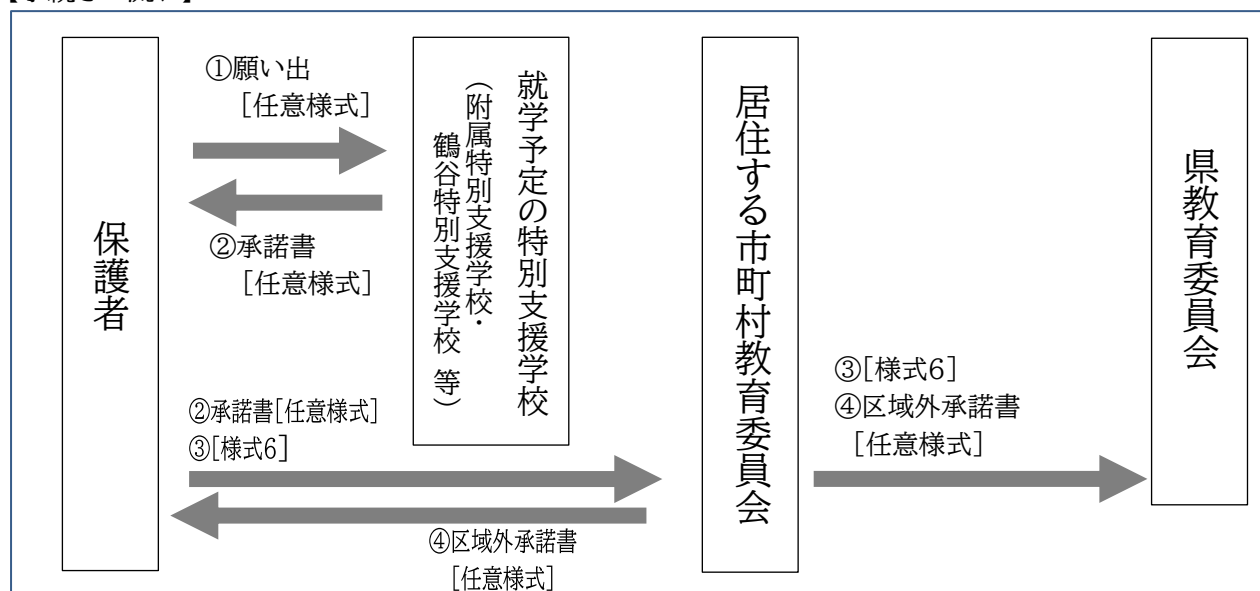 保護者
①願い出
[任意様式]
②承諾書
[任意様式]
就学予定の特別支援学校
（附属特別支援学校・
鶴谷特別支援学校 等）
②承諾書[任意様式]
③[様式6]
④区域外承諾書
[任意様式]
居住する市町村教育委員会
③[様式6]
④区域外承諾書
[任意様式]
県教育委員会